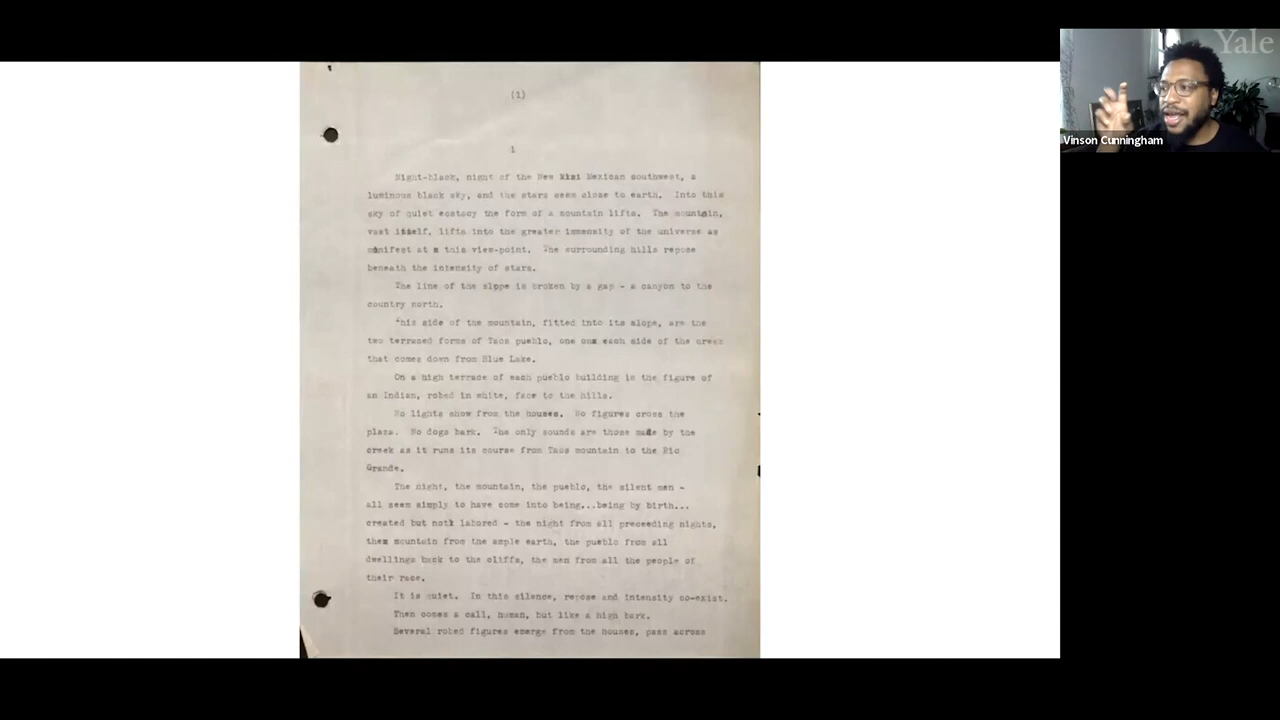 (1)
1
Night-black, night of the New Mexi Mexican southwest, a
luminous black sky, and the stars seem close to earth. Into this
sky of quiet ecstacy the form of a mountain lifts. The mountain,
vast itself, lifts into the greater immensity of the universe as
manifest at this view-point. The surrounding hills repose
beneath the intensity of stars.
The line of the slope is broken by a gap - a canyon to the
country north.
This side of the mountain, fitted into its slope, are the
two terraced forms of Taos pueblo, one on each side of the creek
that comes down from Blue Lake.
On a high terrace of each pueblo building is the figure of
an Indian, robed in white, face to the hills.
No lights show from the houses. No figures cross the
plaza. No dogs bark. The only sounds are those made by the
creek as it runs its course from Taos mountain to the Rio
Grande.
The night, the mountain, the pueblo, the silent men -
all seem simply to have come into being...being by birth...
created but not labored - the night from all preceeding nights,
the mountain from the ample earth, the pueblo from all
dwellings back to the cliffs, the men from all the people of
their race.
It is quiet. In this silence, repose and intensity co-exist.
Then comes a call, human, but like a high bark.
Several robed figures emerge from the houses, pass across
Yale
Vinson Cunningham